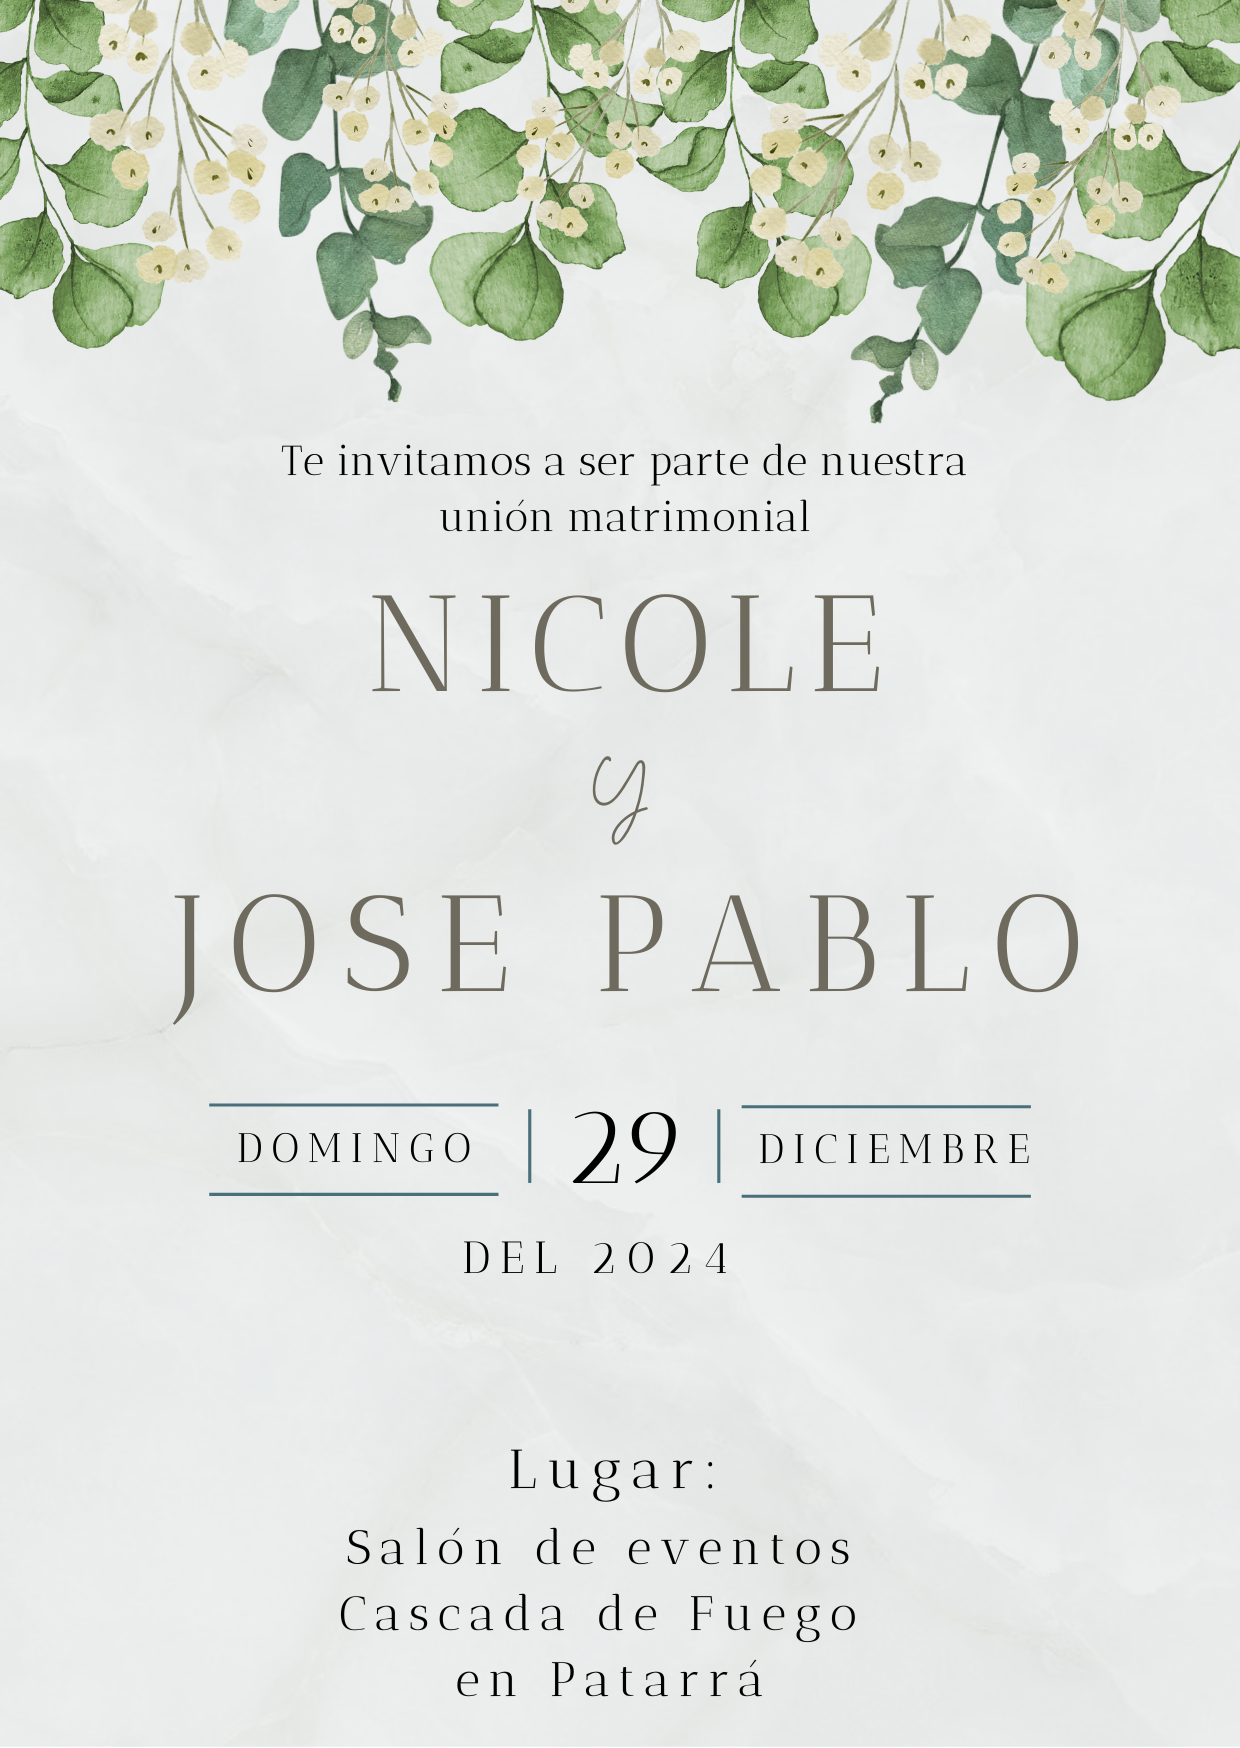 Te invitamos a ser parte de nuestra
unión matrimonial
NICOLE
y
JOSE PABLO
DOMINGO | 29 | DICIEMBRE
DEL 2024
Lugar:
Salón de eventos
Cascada de Fuego
en Patarrá